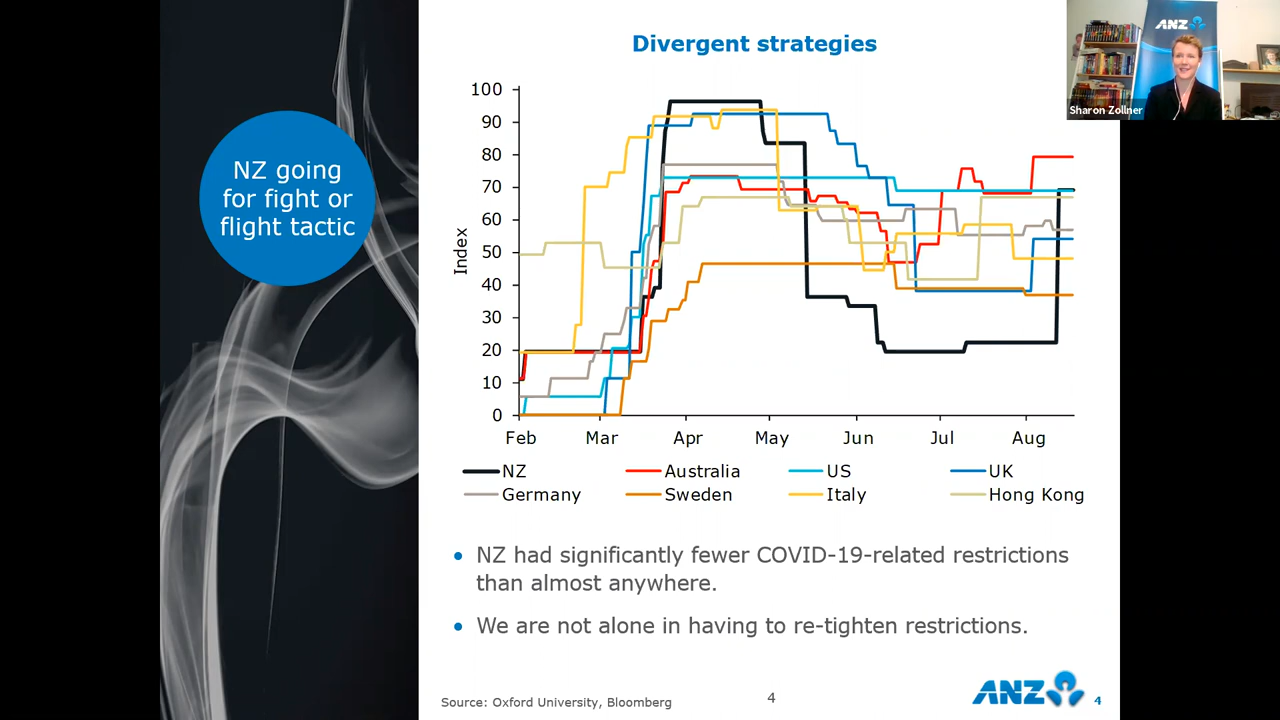 Divergent strategies
ANZ
Sharon Zollner
NZ going
for fight or
flight tactic
100
90
80
70
60
50
40
30
20
10
0
Index
Feb Mar Apr May Jun Jul Aug
NZ Australia US UK
Germany Sweden Italy Hong Kong
• NZ had significantly fewer COVID-19-related restrictions
than almost anywhere.
• We are not alone in having to re-tighten restrictions.
Source: Oxford University, Bloomberg
4
ANZ
4